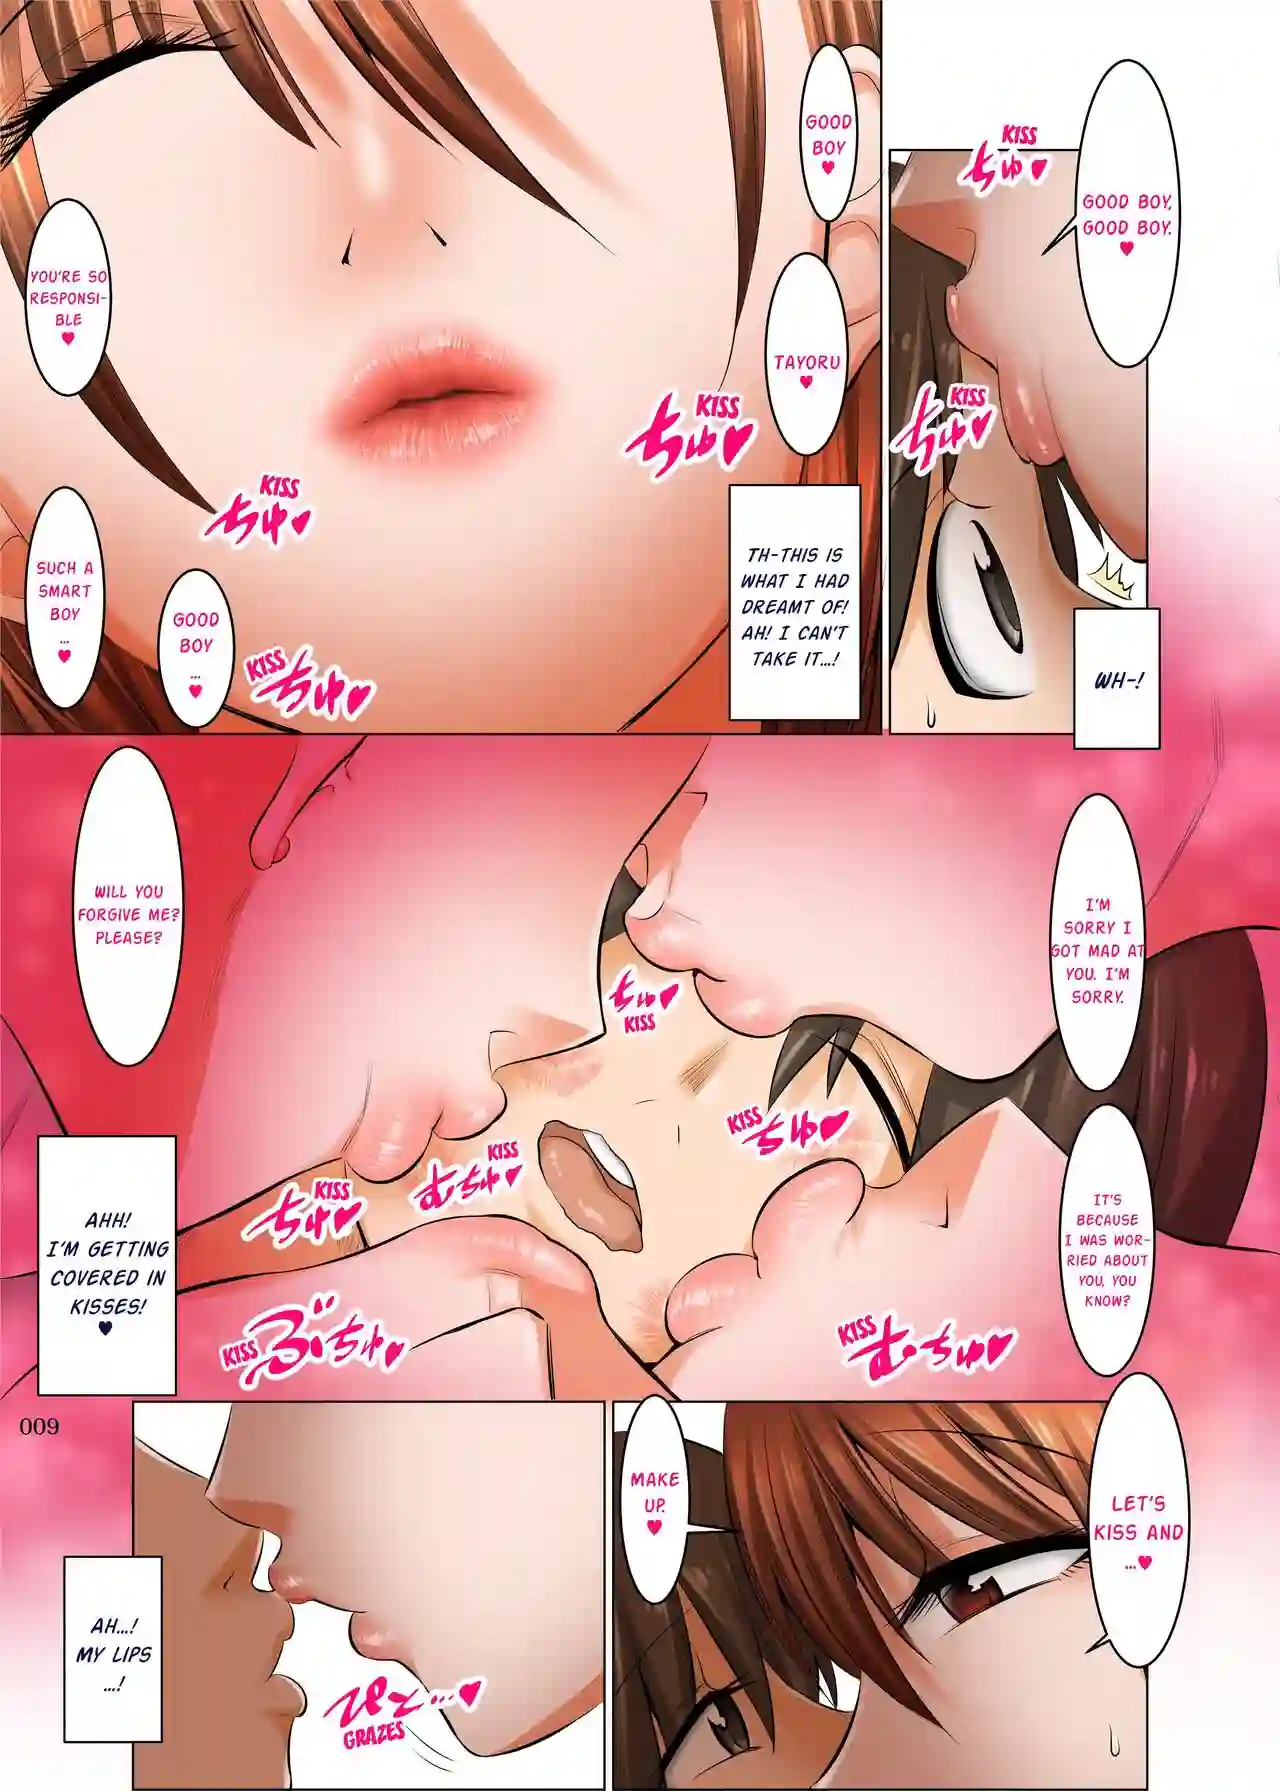 KISS
ちゅ♥
GOOD BOY,
GOOD BOY.
♥
KISS
ちゅ♥
WH-!
GOOD
BOY
♥
TAYORU
♥
KISS
ちゅ♥
TH-THIS IS
WHAT I HAD
DREAMT OF!
AH! I CAN'T
TAKE IT...!
YOU'RE SO
RESPONSI-
BLE
♥
KISS
ちゅ♥
SUCH A
SMART
BOY
...
♥
GOOD
BOY
...
♥
KISS
ちゅ♥
I'M
SORRY I
GOT MAD AT
YOU. I'M
SORRY.
IT'S
BECAUSE
I WAS WOR-
RIED ABOUT
YOU, YOU
KNOW?
WILL YOU
FORGIVE ME?
PLEASE?
ちゅ♥
KISS
KISS
ちゅ♥
KISS
むちゅ♥
KISS
ちゅ♥
KISS
むちゅ♥
KISS
ぶちゅ♥
AHH!
I'M GETTING
COVERED IN
KISSES!
♥
LET'S
KISS AND
...♥
MAKE
UP.
♥
AH...!
MY LIPS
...!
ぴと...♥
GRAZES
009